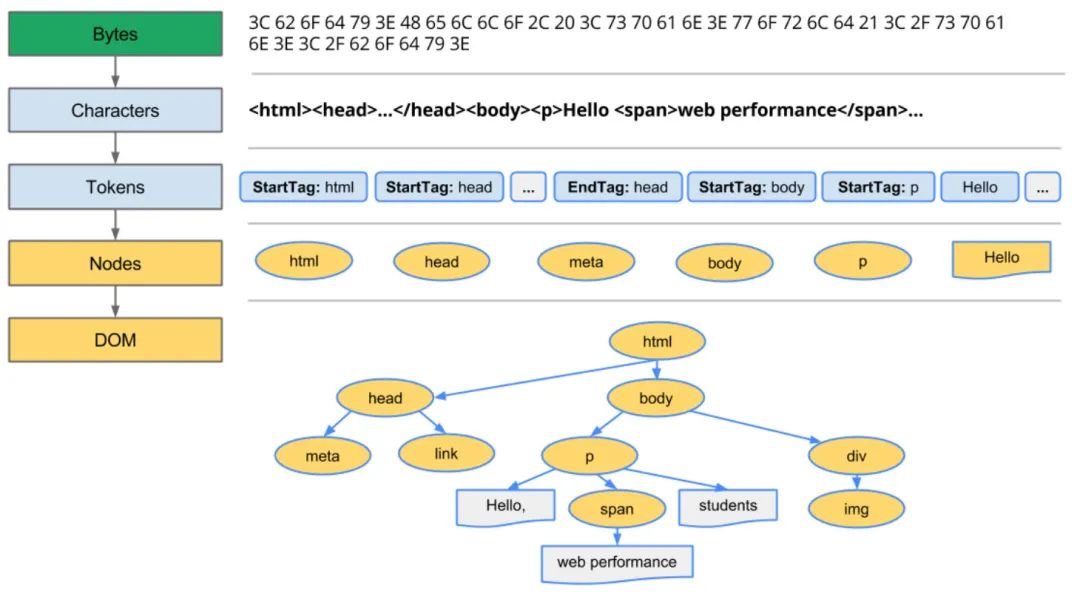 Bytes
3C 62 6F 64 79 3E 48 65 6C 6C 6F 2C 20 3C 73 70 61 6E 3E 77 6F 72 6C 64 21 3C 2F 73 70 61
6E 3E 3C 2F 62 6F 64 79 3E
Characters
<html><head>...</head><body><p>Hello <span>web performance</span>...
Tokens
StartTag: html StartTag: head ... EndTag: head StartTag: body StartTag: p Hello ...
Nodes
html head meta body p Hello
DOM
html
head body
meta link p div
Hello, span students img
web performance